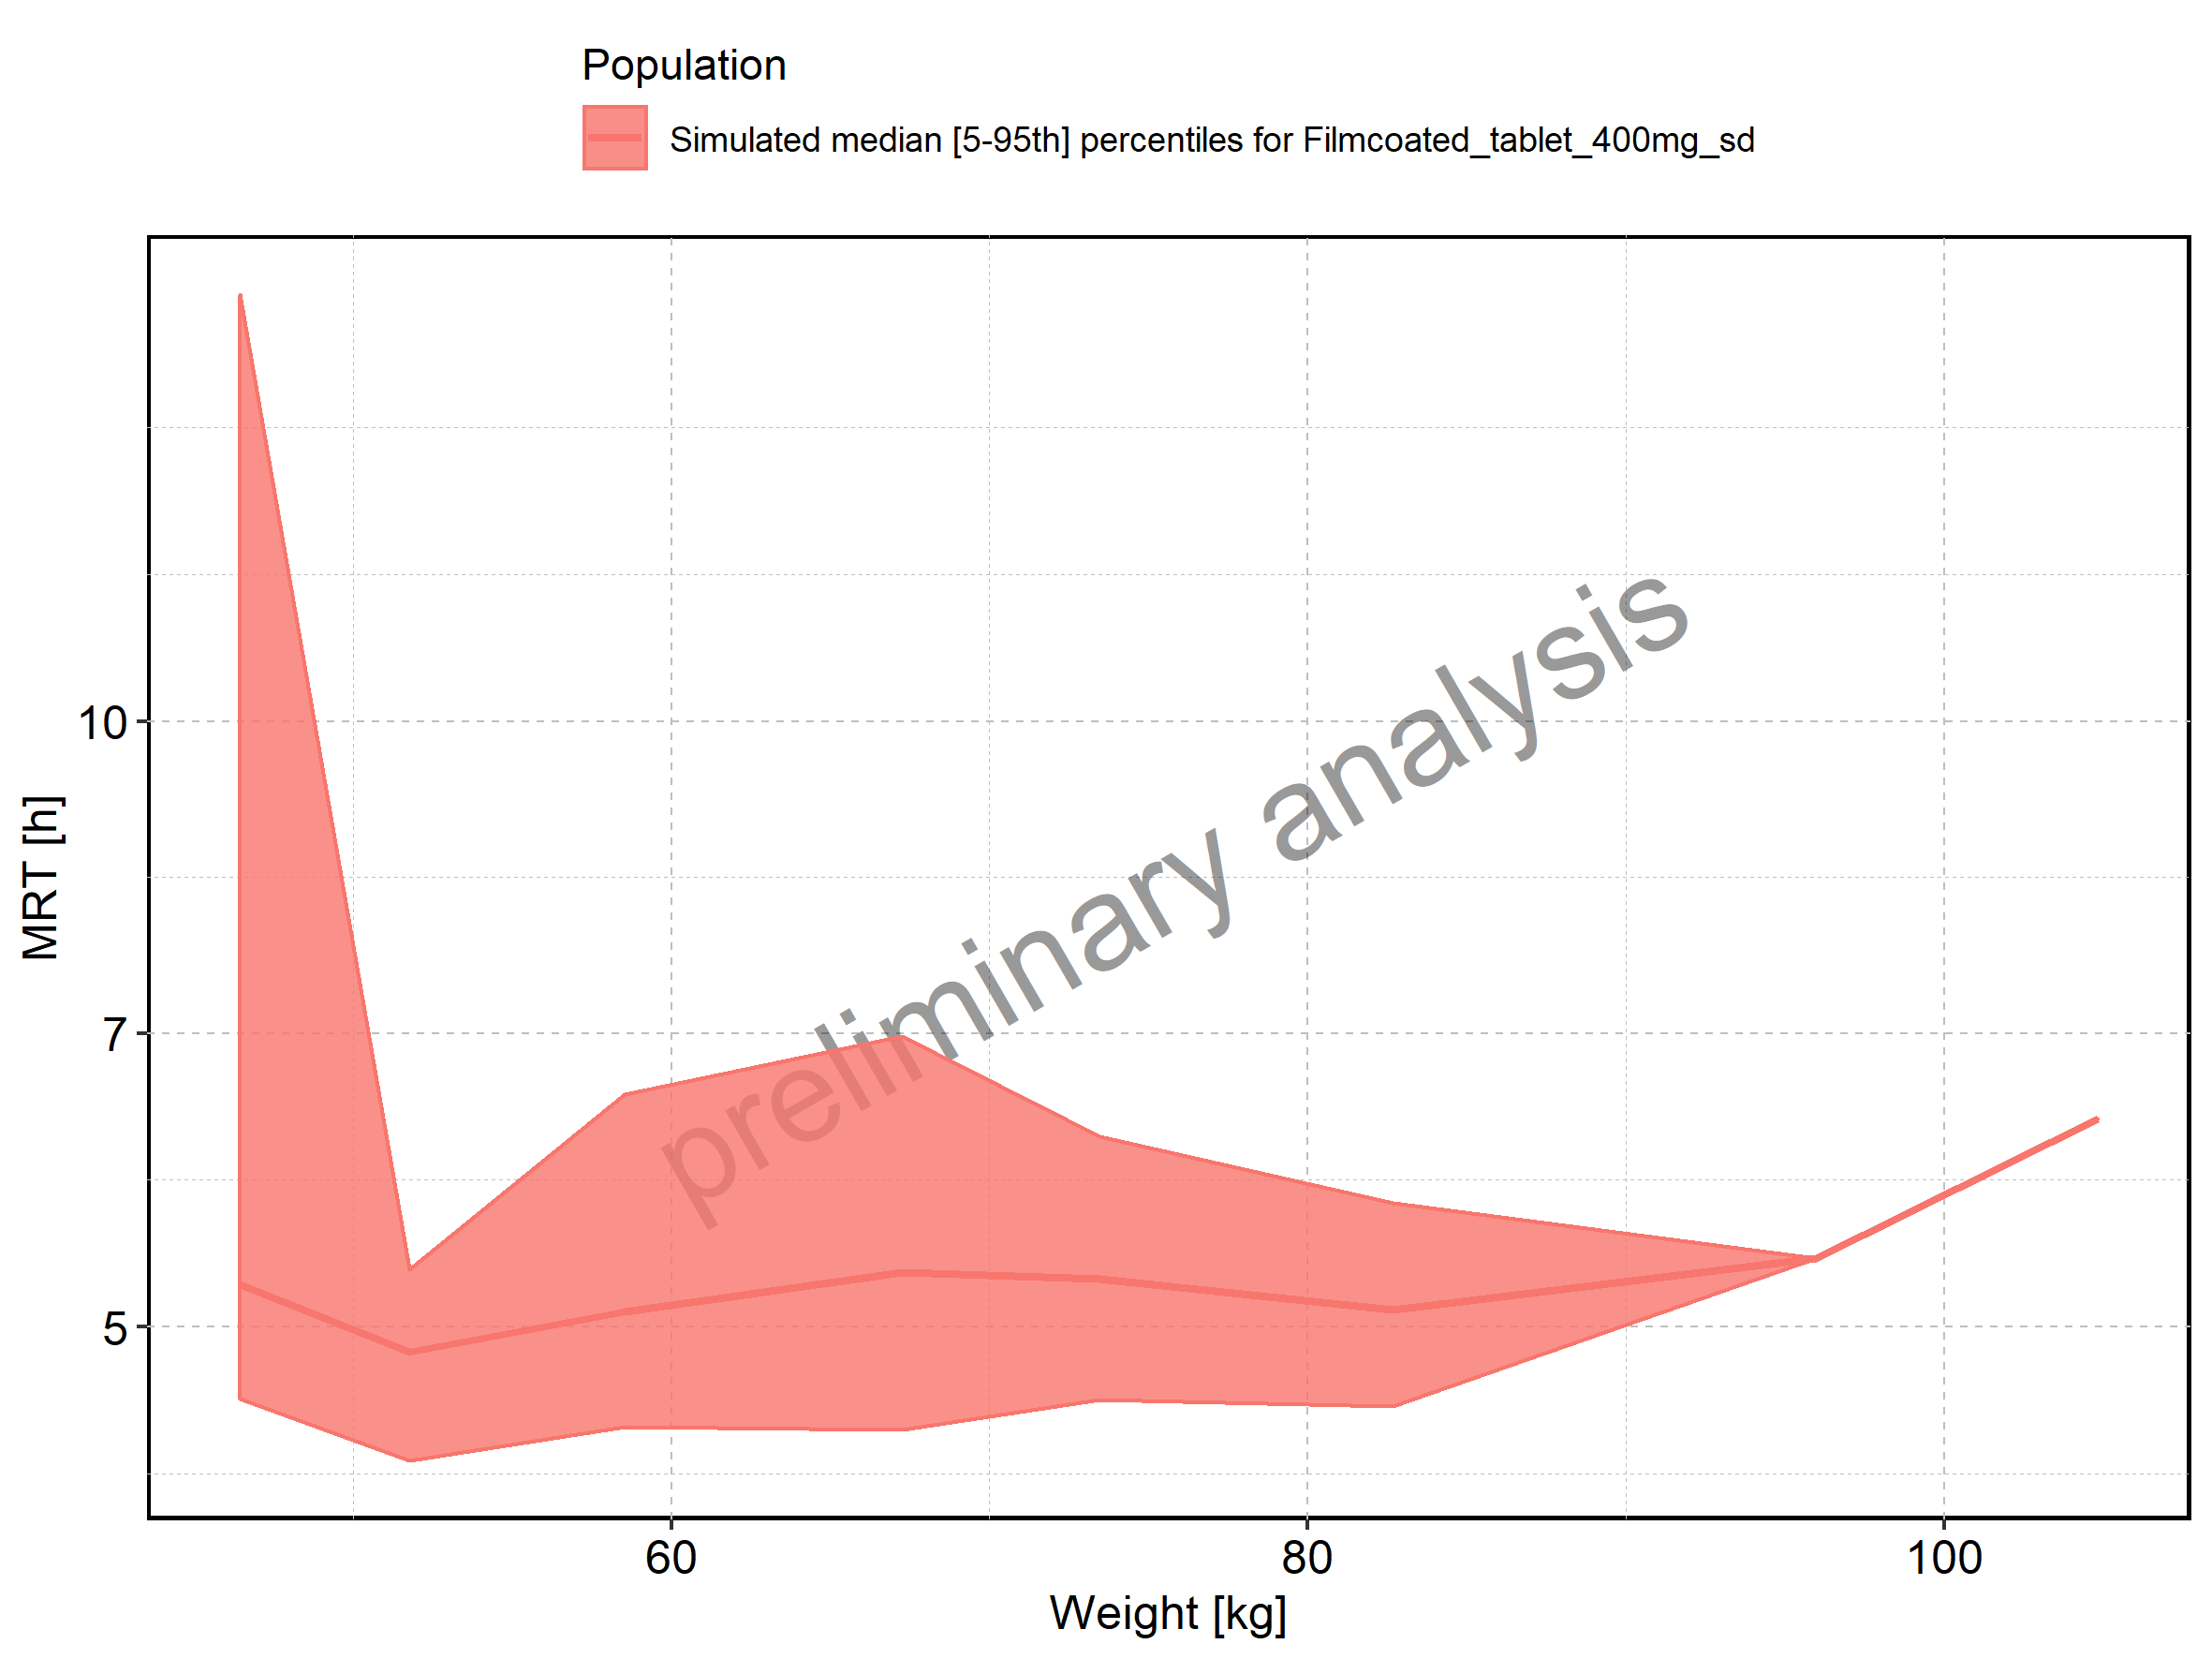 Population
Simulated median [5-95th] percentiles for Filmcoated_tablet_400mg_sd
10
7
5
MRT [h]
preliminary analysis
60
80
100
Weight [kg]